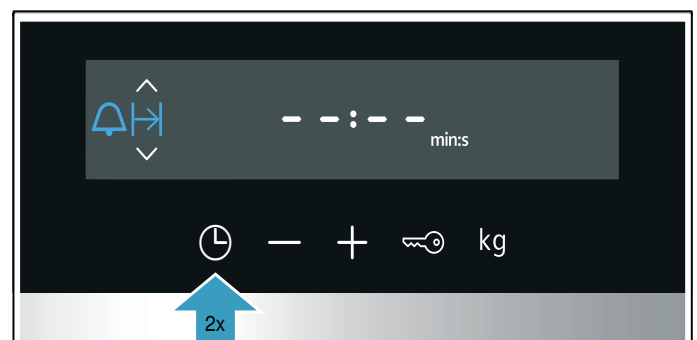 – –:– –
min:s
kg
2x